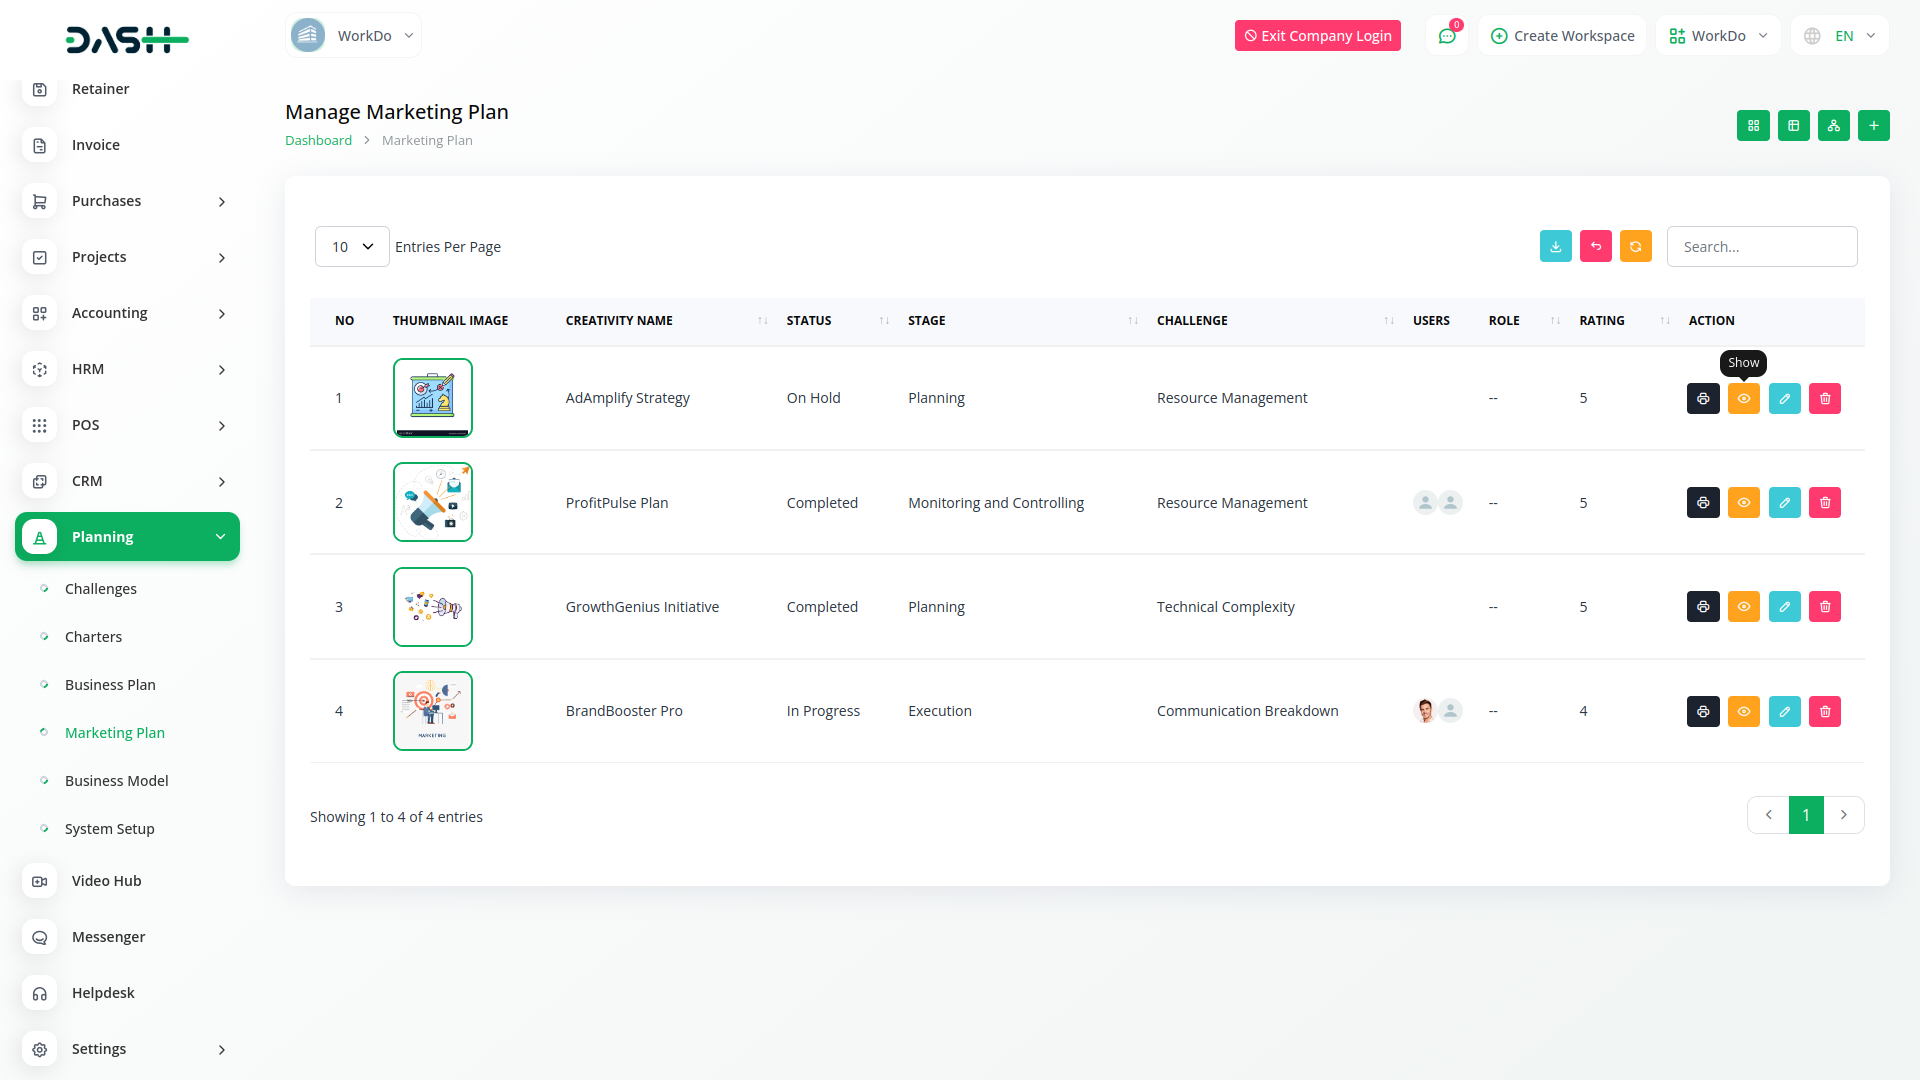 DASH
WorkDo
Exit Company Login
0
Create Workspace
WorkDo
EN
Retainer
Invoice
Purchases
Projects
Accounting
HRM
POS
CRM
Planning
Challenges
Charters
Business Plan
Marketing Plan
Business Model
System Setup
Video Hub
Messenger
Helpdesk
Settings
Manage Marketing Plan
Dashboard > Marketing Plan
10 Entries Per Page
Search...
NO THUMBNAIL IMAGE CREATIVITY NAME STATUS STAGE CHALLENGE USERS ROLE RATING ACTION
Show
1 AdAmplify Strategy On Hold Planning Resource Management -- 5
2 ProfitPulse Plan Completed Monitoring and Controlling Resource Management -- 5
3 GrowthGenius Initiative Completed Planning Technical Complexity -- 5
4 BrandBooster Pro In Progress Execution Communication Breakdown -- 4
MARKETING
Showing 1 to 4 of 4 entries
1